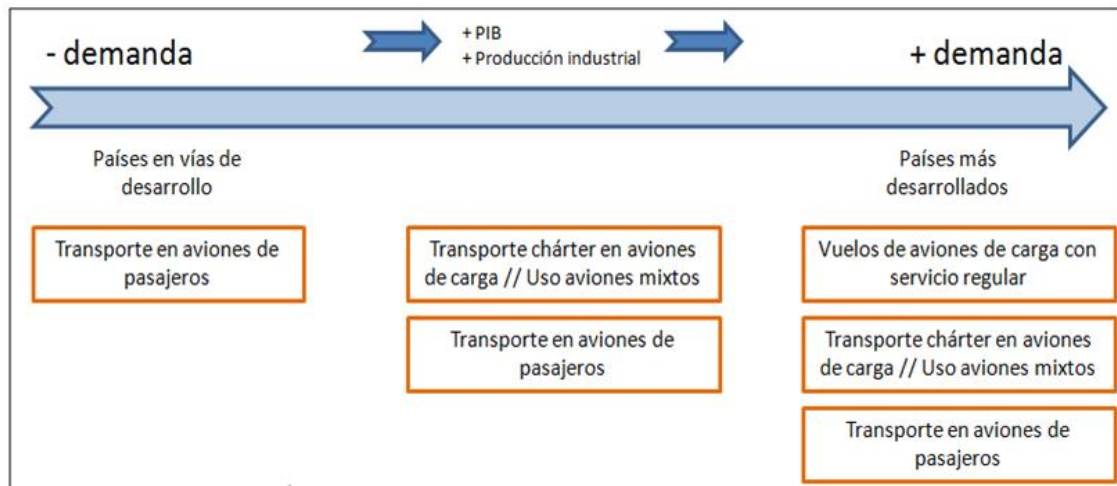 - demanda
+ PIB
+ Producción industrial
+ demanda
Países en vías de
desarrollo
Países más
desarrollados
Transporte en aviones de
pasajeros
Transporte chárter en aviones
de carga // Uso aviones mixtos
Vuelos de aviones de carga con
servicio regular
Transporte en aviones de
pasajeros
Transporte chárter en aviones
de carga // Uso aviones mixtos
Transporte en aviones de
pasajeros